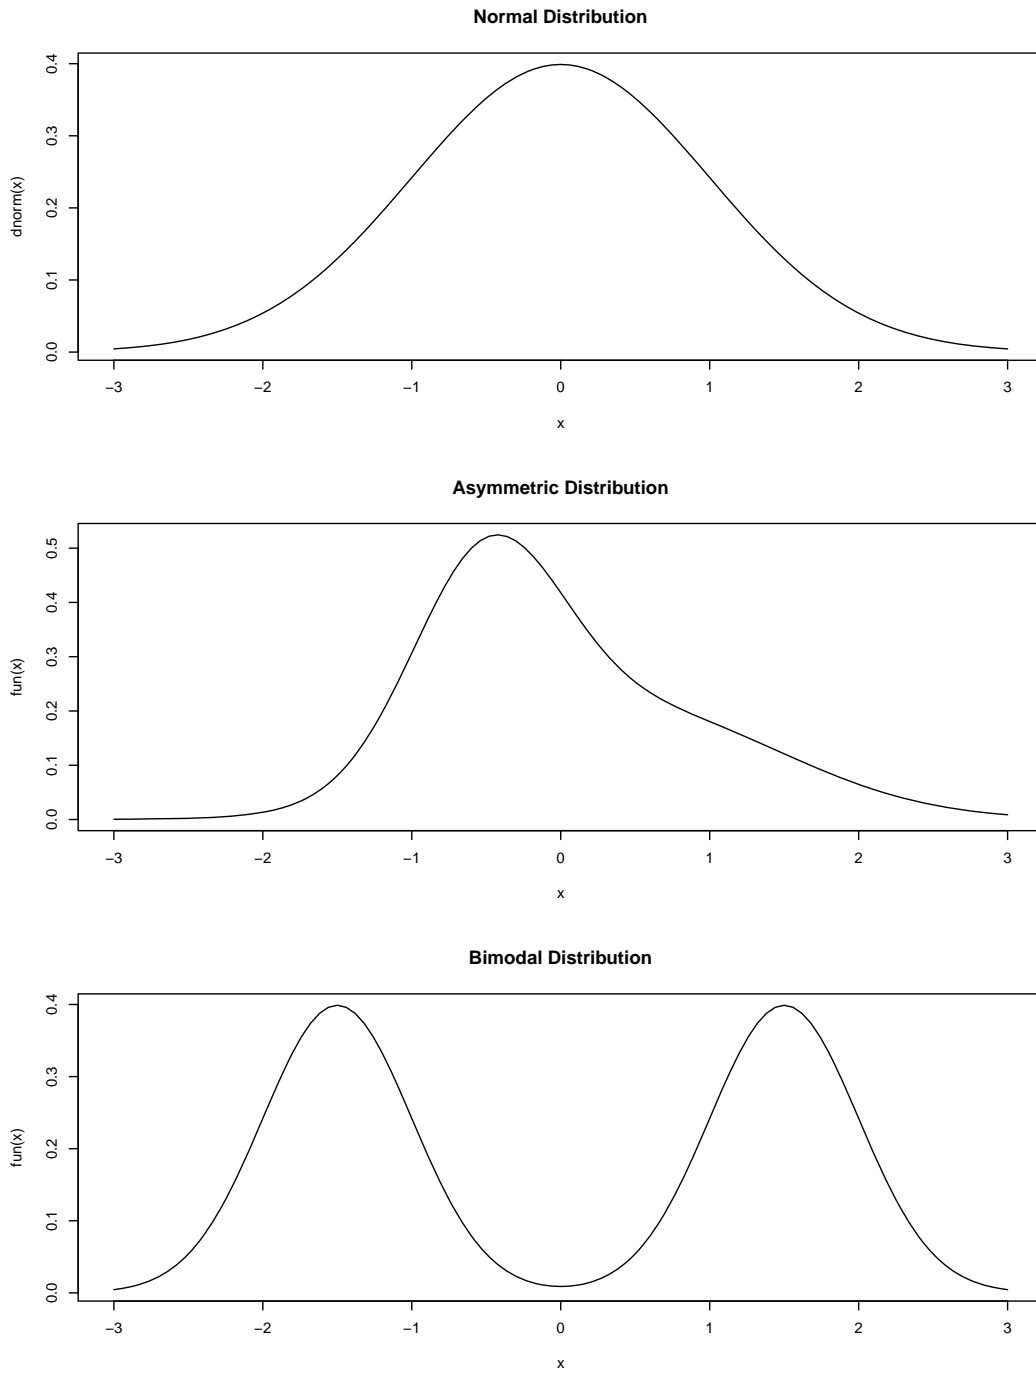 Normal Distribution
dnorm(x)
0.4
0.3
0.2
0.1
0.0
−3 −2 −1 0 1 2 3
x
Asymmetric Distribution
fun(x)
0.5
0.4
0.3
0.2
0.1
0.0
−3 −2 −1 0 1 2 3
x
Bimodal Distribution
fun(x)
0.4
0.3
0.2
0.1
0.0
−3 −2 −1 0 1 2 3
x